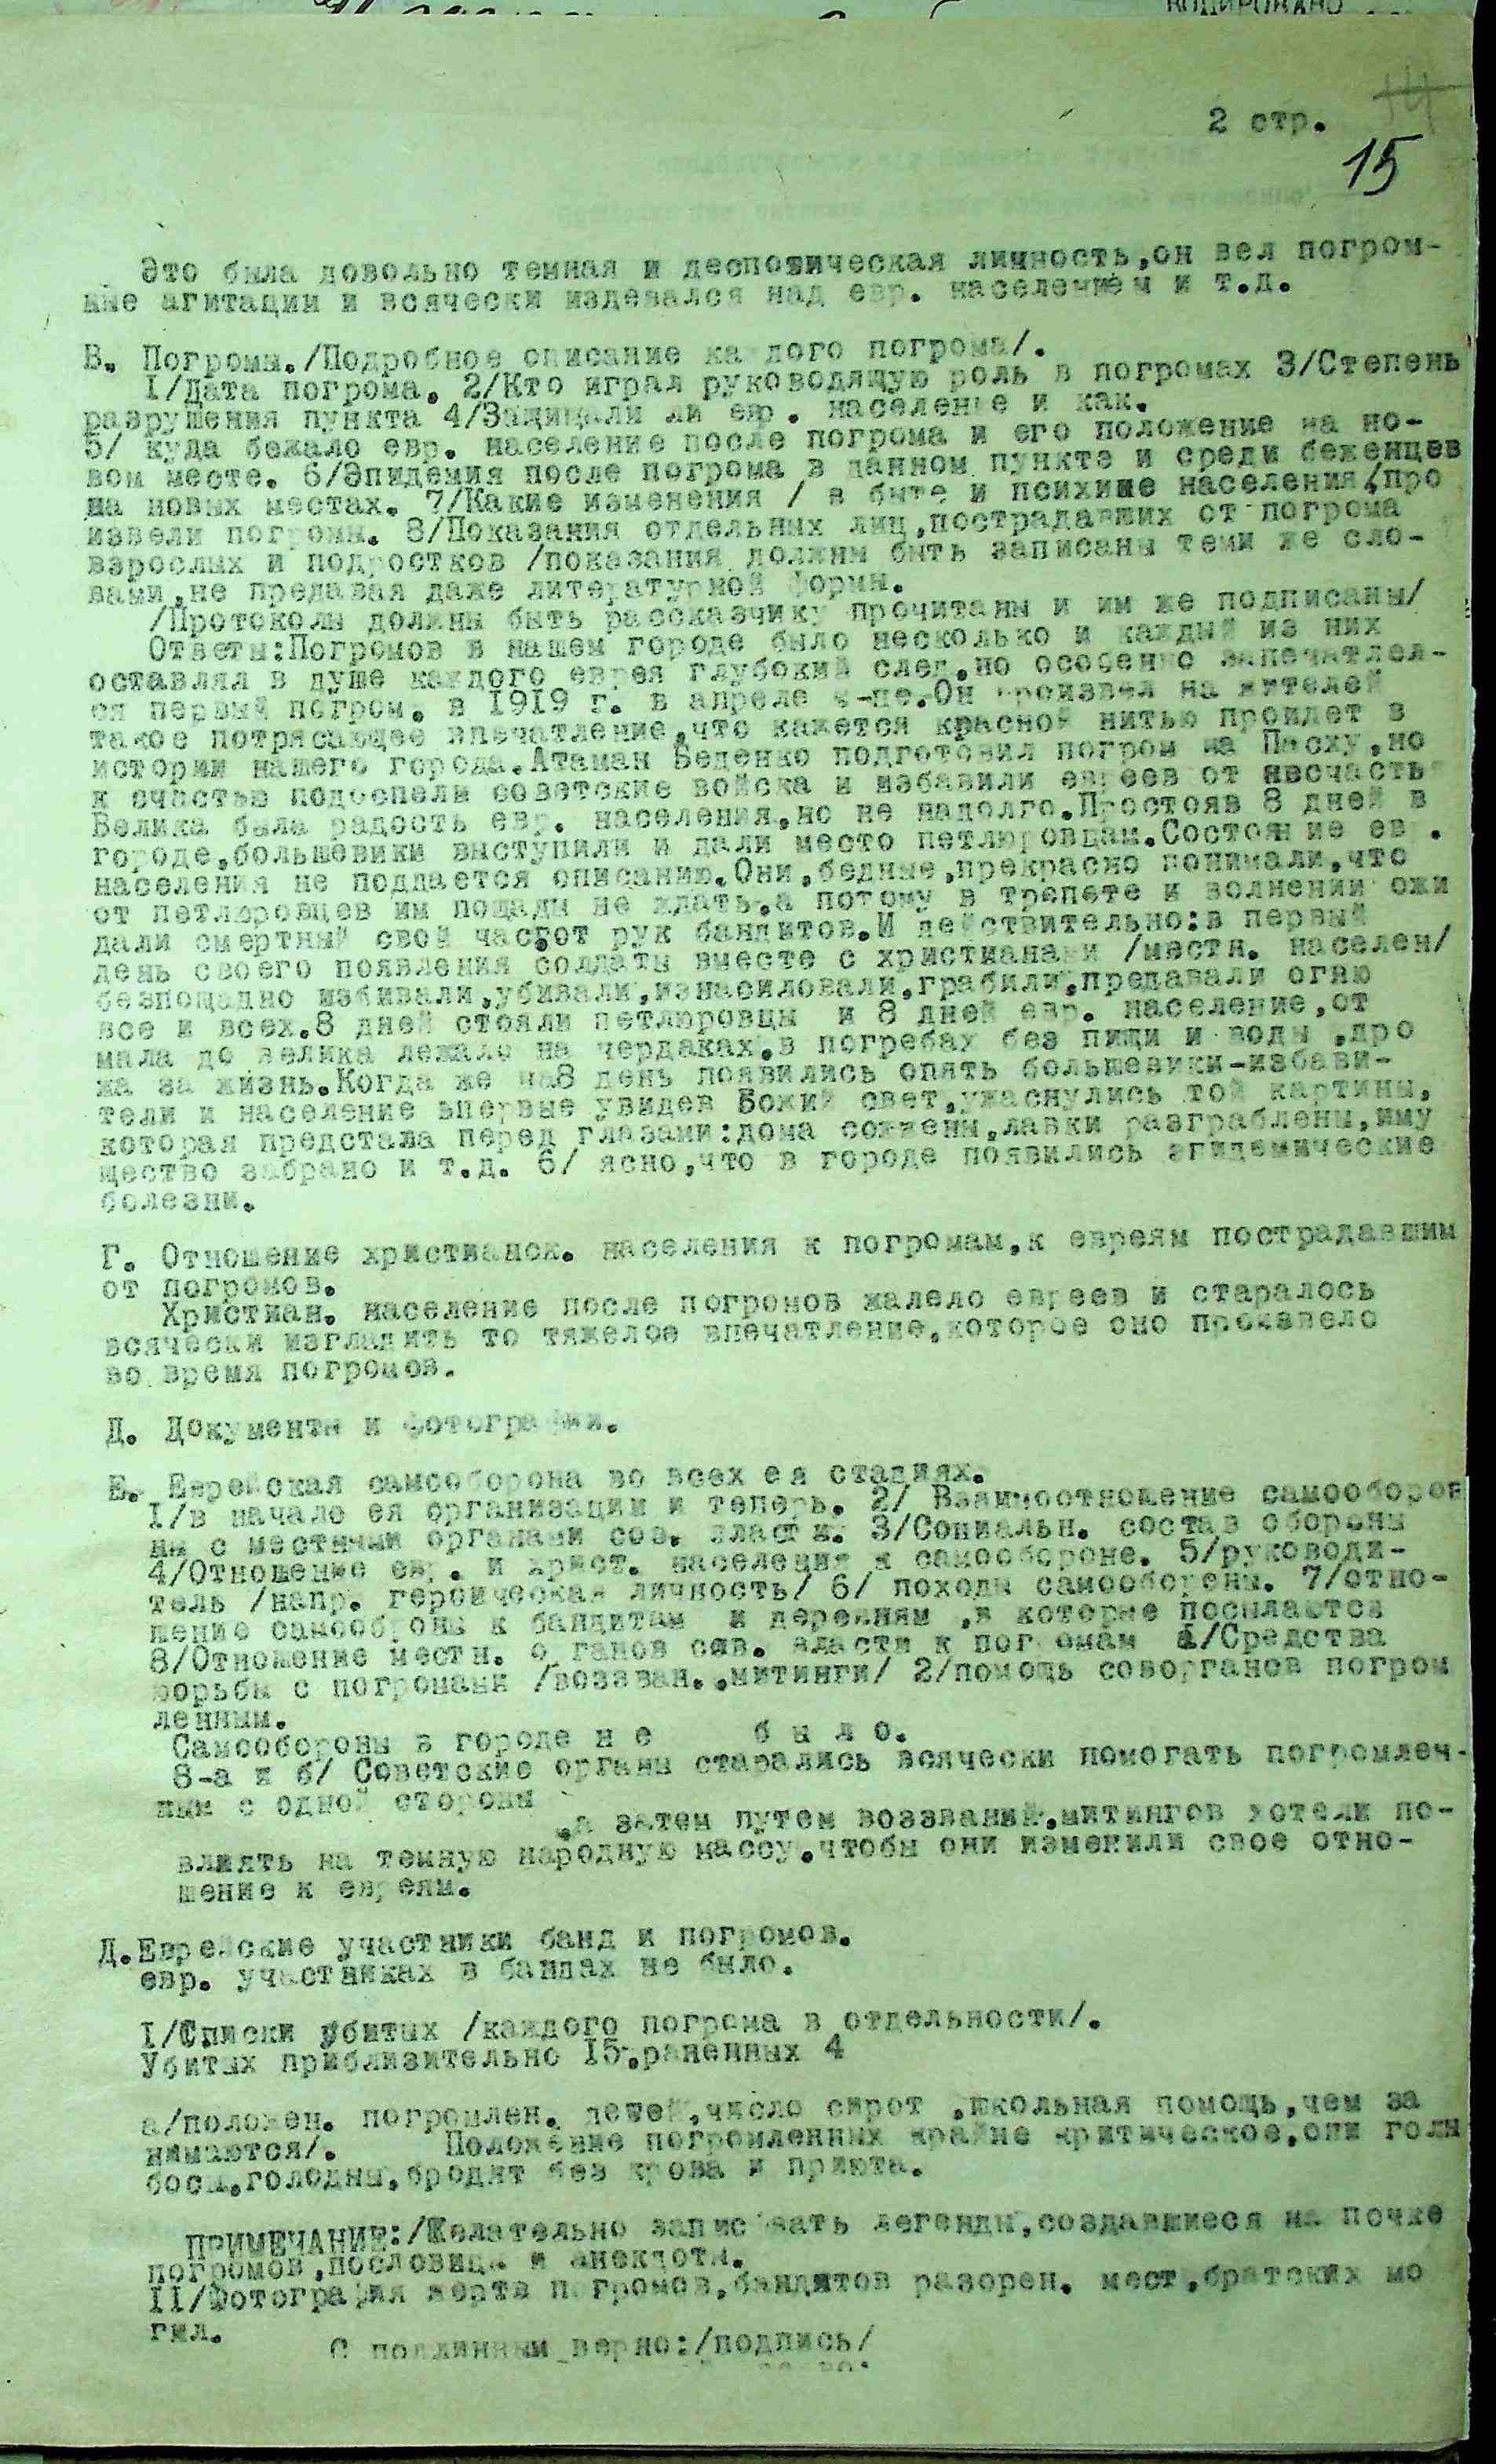 2 стр.
15
Это была довольно темная и деспотическая личность,он вел погром-
ные агитации и всячески издевался над евр. населением и т.д.
В. Погромы./Подробное описание каждого погрома/.
I/Дата погрома. 2/Кто играл руководящую роль в погромах 3/Степень
разрушения пункта 4/Защищали ли евр. население и как.
5/ куда бежало евр. население после погрома и его положение на но-
вом месте. 6/Эпидемия после погрома в данном пункте и среди беженцев
на новых местах. 7/Какие изменения / в быте и психике населения/про
извели погромы. 8/Показания отдельных лиц,пострадавших от погрома
взрослых и подростков /показания должны быть записаны теми же сло-
вами,не предавая даже литературной формы.
/Протоколы должны быть рассказчику прочитаны и им же подписаны/
Ответы:Погромов в нашем городе было несколько и каждый из них
оставлял в душе каждого еврея глубокий след,но особенно запечатлел-
ся первый погром. в I9I9 г. в апреле м-це.Он произвел на жителей
такое потрясающее впечатление,что кажется красной нитью пройдет в
истории нашего города.Атаман Беденко подготовил погром на Пасху,но
к счастью подоспели советские войска и избавили евреев от несчастья
Велика была радость евр. населения,но не надолго.Простояв 8 дней в
городе,большевики выступили и дали место петлюровцам.Состояние евр.
населения не поддается описанию.Они,бедные,прекрасно понимали,что
от петлюровцев им пощады не ждать,а потому в трепете и волнении ожи
дали смертный свой час от рук бандитов.И действительно:в первый
день своего появления солдаты вместе с христианами /местн. населен/
безпощадно избивали,убивали,изнасиловали,грабили,предавали огню
все и всех.8 дней стояли петлюровцы и 8 дней евр. население,от
мала до велика лежало на чердаках,в погребах без пищи и воды ,дро
жа за жизнь.Когда же на8 день появились опять большевики-избави-
тели и население впервые увидев Божий свет,ужаснулись той картины,
которая предстала перед глазами:дома сожжены,лавки разграблены,иму
щество забрано и т.д. 6/ ясно,что в городе появились эпидемические
болезни.
Г. Отношение христианск. населения к погромам,к евреям пострадавшим
от погромов.
Христиан. население после погромов жалело евреев и старалось
всячески изгладить то тяжелое впечатление,которое оно произвело
во время погромов.
Д. Документы и фотографии.
Е. Еврейская самсоборона во всех ея стадиях.
I/в начале ея организации и теперь. 2/ Взаимоотношение самооборон
ны с местными органами сов. власти. 3/Социальн. состав обороны
4/Отношение евр. и христ. населения к самообороне. 5/руководи-
тель /напр. героическая личность/ 6/ походы самообороны. 7/отно-
шение самообороны к бандитам и деревням ,в которые посылается
8/Отношение местн. органов сов. власти к погромам 1/Средства
борьбы с погромами /воззван.,митинги/ 2/помощь соворганов погром
ленным.
Самообороны в городе н е б ы л о.
8-а и б/ Советские органы старались всячески помогать погромлен-
ным с одной стороны
,а затем путем воззваний,митингов хотели по-
влиять на темную народную массу,чтобы они изменили свое отно-
шение к евреям.
Д.Еврейские участники банд и погромов.
евр. участниках в бандах не было.
I/Списки убитых /каждого погрома в отдельности/.
Убитых приблизительно I5,раненных 4
а/положен. погромлен. детей,число сирот ,школьная помощь,чем за
нимаются/. Положение погромленных крайне критическое,они голы
босы,голодны,бродят без крова и приюта.
ПРИМЕЧАНИЕ:/Желательно записывать легенды,создавшиеся на почве
погромов,пословицы и анекдоты.
II/Фотография жертв погромов,бандитов разорен. мест,братских мо
гил.
С подлинным верно:/подпись/